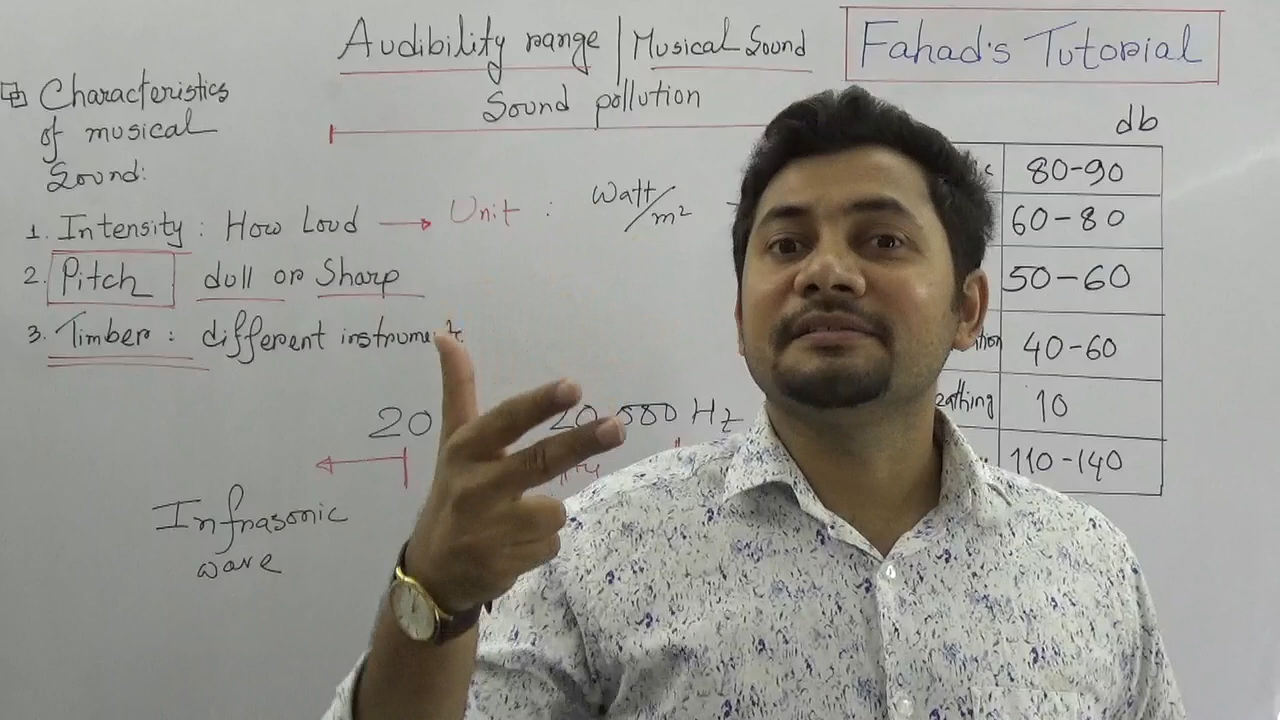 Audibility range | Musical Sound
Sound pollution
Fahad's Tutorial
Characteristics
of musical
Sound:
1. Intensity : How Loud → Unit : Watt/m²
2. Pitch dull or Sharp
3. Timber : different
20
Hz
Infrasonic
wave
db
80-90
60-80
50-60
40-60
10
110-140